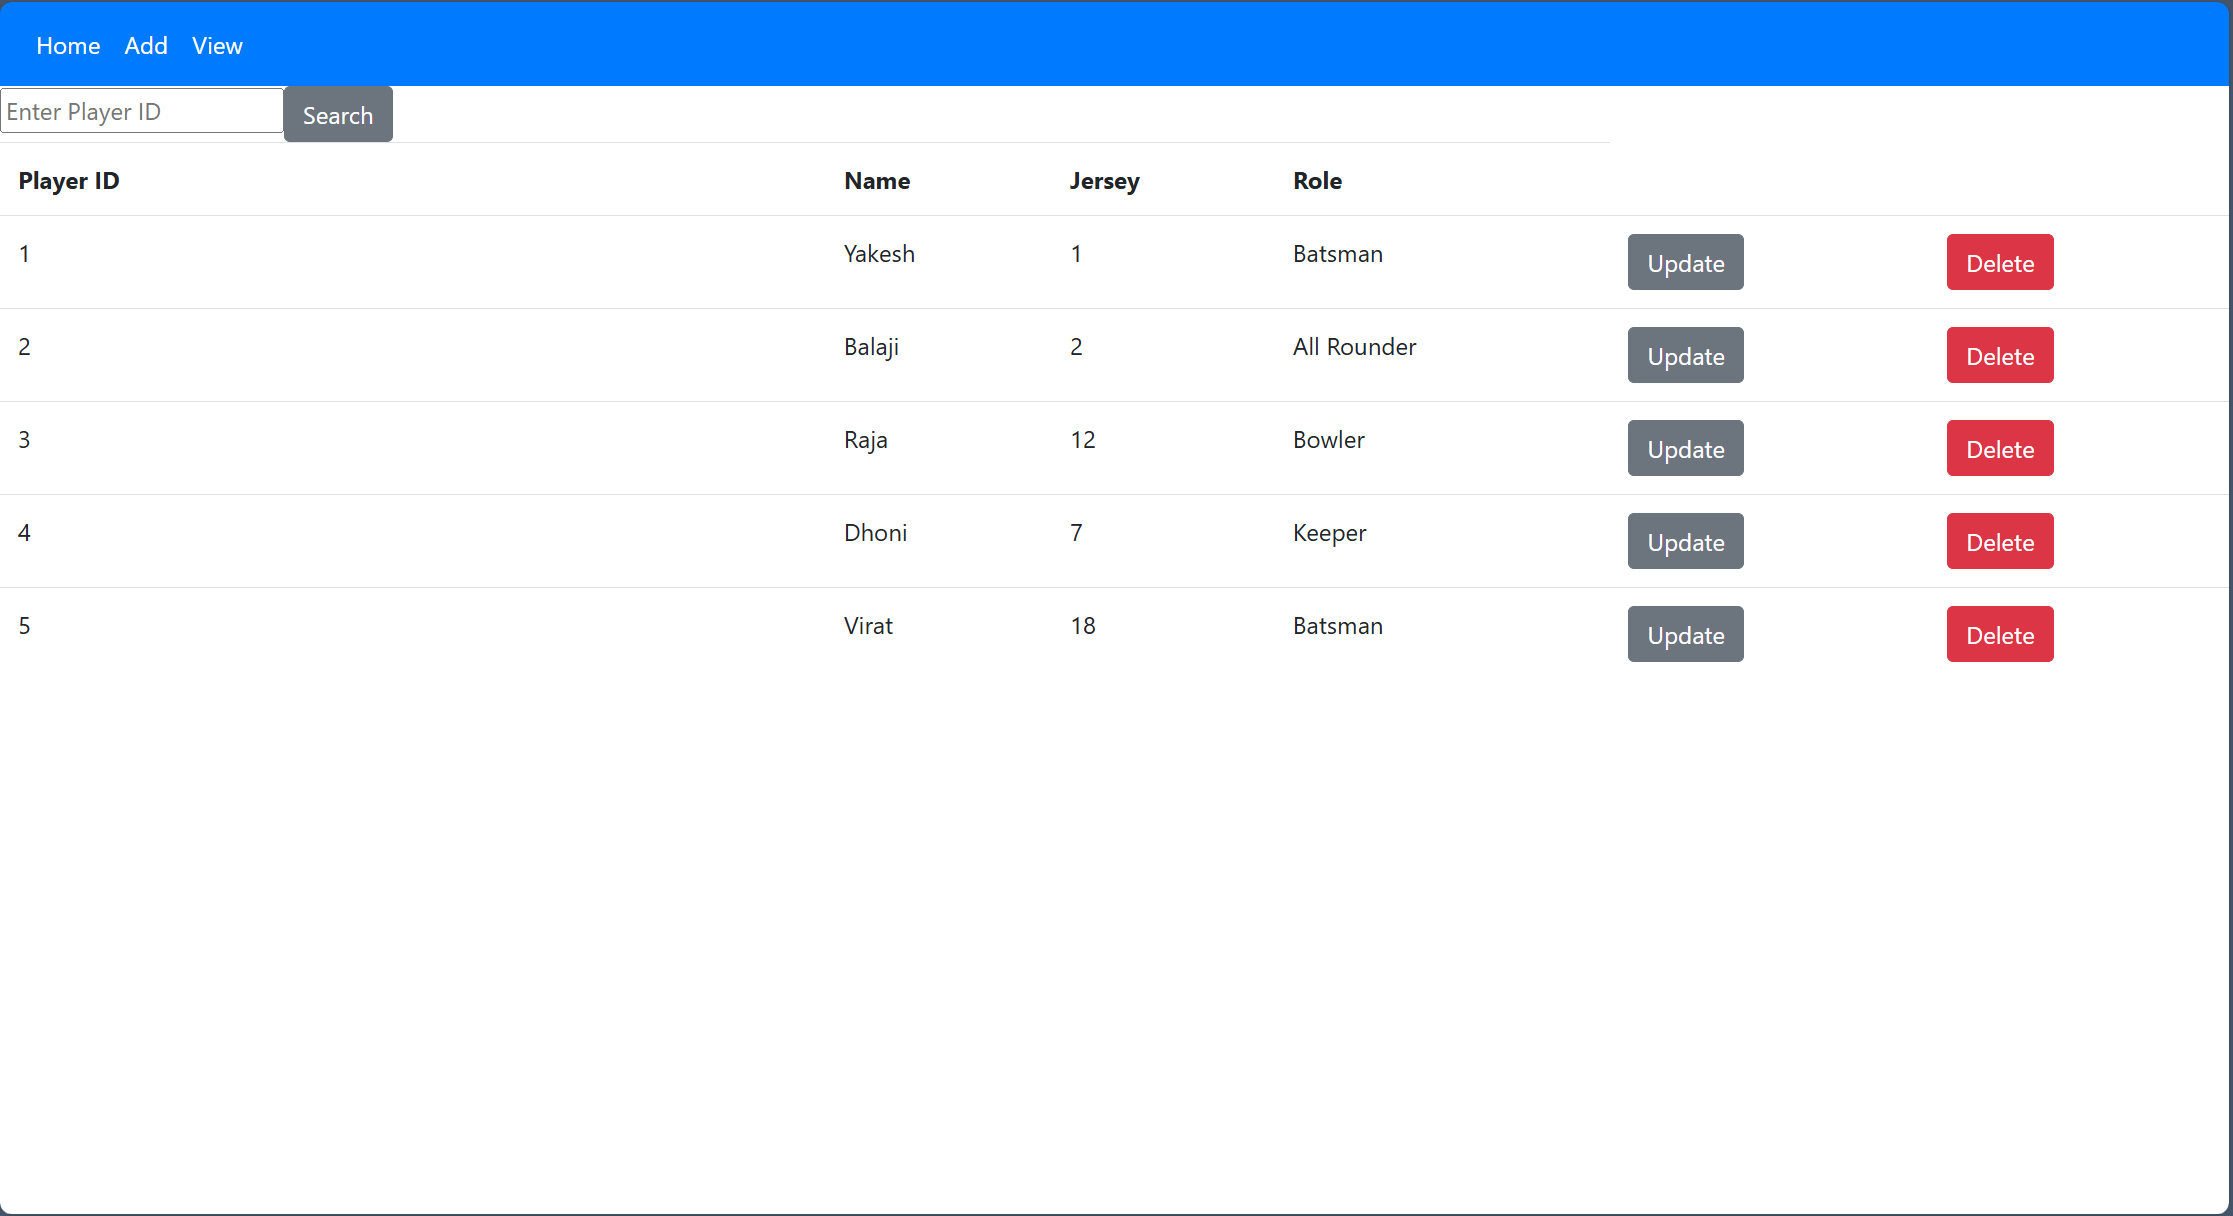 Home Add View
Enter Player ID Search
Player ID Name Jersey Role
1 Yakesh 1 Batsman Update Delete
2 Balaji 2 All Rounder Update Delete
3 Raja 12 Bowler Update Delete
4 Dhoni 7 Keeper Update Delete
5 Virat 18 Batsman Update Delete